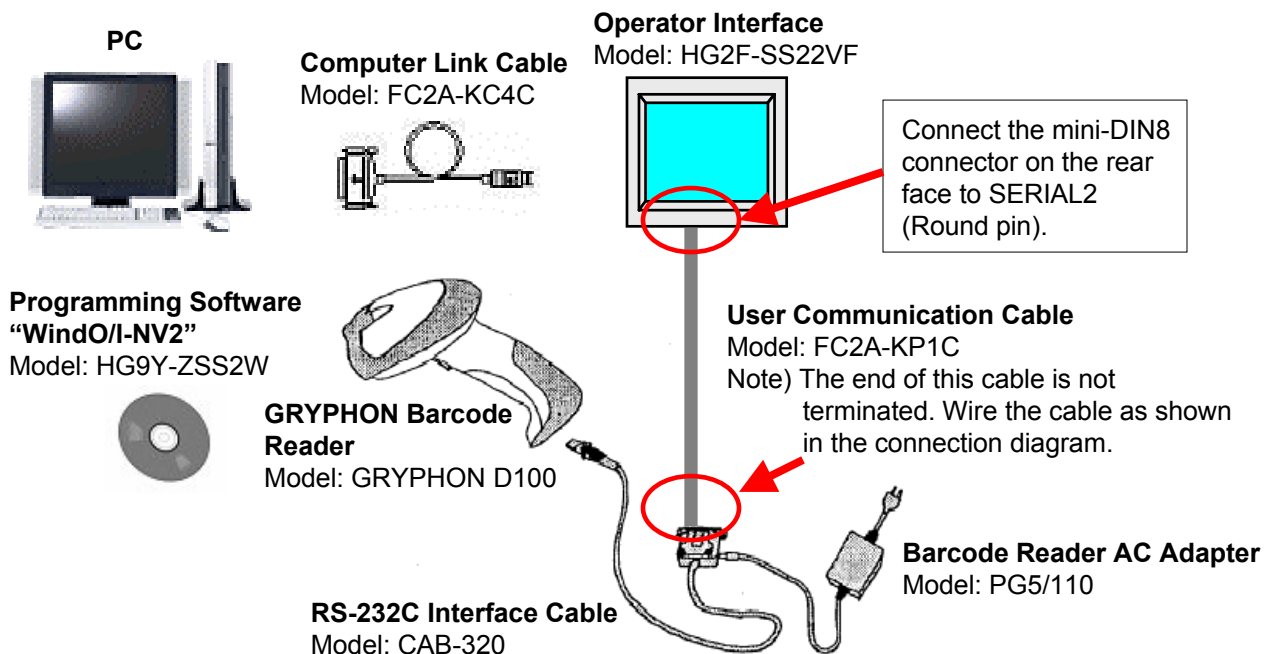 PC
Computer Link Cable
Model: FC2A-KC4C
Operator Interface
Model: HG2F-SS22VF
Connect the mini-DIN8
connector on the rear
face to SERIAL2
(Round pin).
Programming Software
“WindO/I-NV2”
Model: HG9Y-ZSS2W
GRYPHON Barcode
Reader
Model: GRYPHON D100
User Communication Cable
Model: FC2A-KP1C
Note) The end of this cable is not
terminated. Wire the cable as shown
in the connection diagram.
Barcode Reader AC Adapter
Model: PG5/110
RS-232C Interface Cable
Model: CAB-320